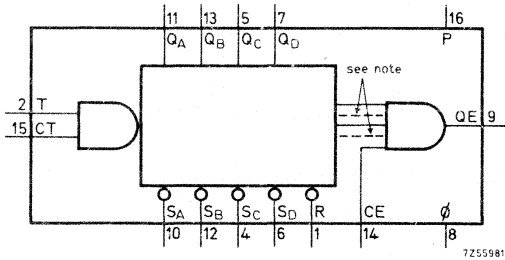 11 13 5 7 16
QA QB QC QD P
see note
2 T
QE 9
15 CT
SA SB SC SD R CE Ø
10 12 4 6 1 14 8
7Z55981